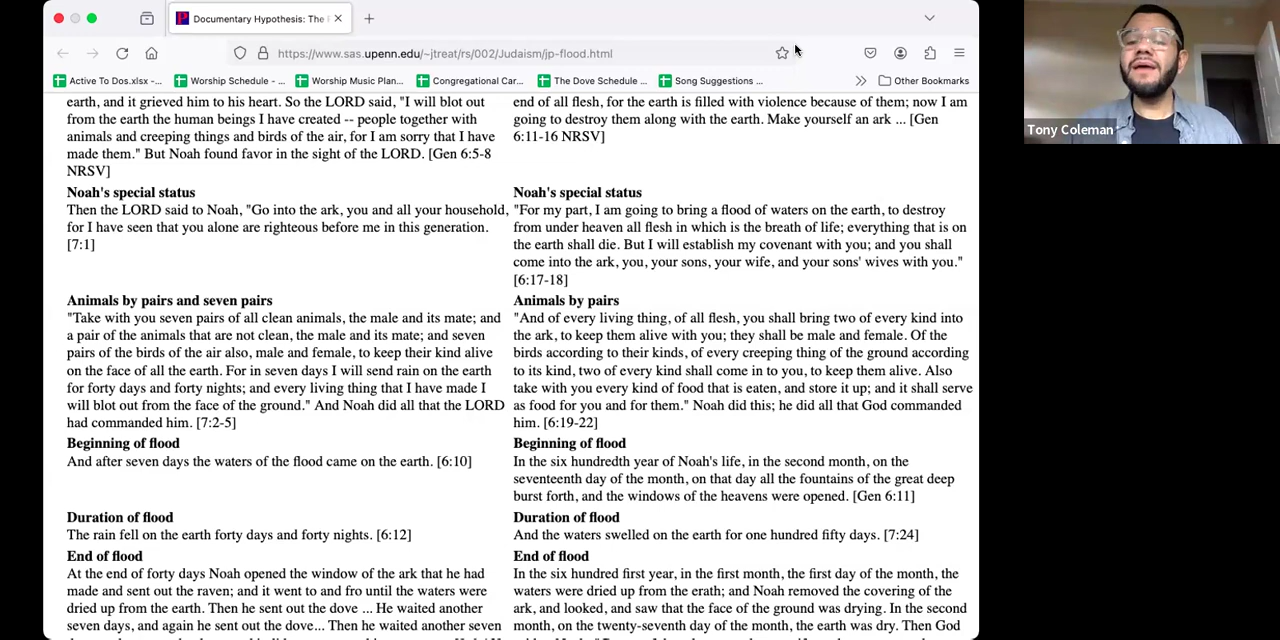 Documentary Hypothesis: The F
https://www.sas.upenn.edu/~jtreat/rs/002/Judaism/jp-flood.html
Active To Dos.xlsx -...
Worship Schedule - ...
Worship Music Plan...
Congregational Car...
The Dove Schedule ...
Song Suggestions ...
Other Bookmarks
Tony Coleman
earth, and it grieved him to his heart. So the LORD said, "I will blot out
from the earth the human beings I have created -- people together with
animals and creeping things and birds of the air, for I am sorry that I have
made them." But Noah found favor in the sight of the LORD. [Gen 6:5-8
NRSV]
end of all flesh, for the earth is filled with violence because of them; now I am
going to destroy them along with the earth. Make yourself an ark ... [Gen
6:11-16 NRSV]
Noah's special status
Then the LORD said to Noah, "Go into the ark, you and all your household,
for I have seen that you alone are righteous before me in this generation.
[7:1]
Noah's special status
"For my part, I am going to bring a flood of waters on the earth, to destroy
from under heaven all flesh in which is the breath of life; everything that is on
the earth shall die. But I will establish my covenant with you; and you shall
come into the ark, you, your sons, your wife, and your sons' wives with you."
[6:17-18]
Animals by pairs and seven pairs
"Take with you seven pairs of all clean animals, the male and its mate; and
a pair of the animals that are not clean, the male and its mate; and seven
pairs of the birds of the air also, male and female, to keep their kind alive
on the face of all the earth. For in seven days I will send rain on the earth
for forty days and forty nights; and every living thing that I have made I
will blot out from the face of the ground." And Noah did all that the LORD
had commanded him. [7:2-5]
Animals by pairs
"And of every living thing, of all flesh, you shall bring two of every kind into
the ark, to keep them alive with you; they shall be male and female. Of the
birds according to their kinds, of every creeping thing of the ground according
to its kind, two of every kind shall come in to you, to keep them alive. Also
take with you every kind of food that is eaten, and store it up; and it shall serve
as food for you and for them." Noah did this; he did all that God commanded
him. [6:19-22]
Beginning of flood
And after seven days the waters of the flood came on the earth. [6:10]
Beginning of flood
In the six hundredth year of Noah's life, in the second month, on the
seventeenth day of the month, on that day all the fountains of the great deep
burst forth, and the windows of the heavens were opened. [Gen 6:11]
Duration of flood
The rain fell on the earth forty days and forty nights. [6:12]
Duration of flood
And the waters swelled on the earth for one hundred fifty days. [7:24]
End of flood
At the end of forty days Noah opened the window of the ark that he had
made and sent out the raven; and it went to and fro until the waters were
dried up from the earth. Then he sent out the dove ... He waited another
seven days, and again he sent out the dove... Then he waited another seven
End of flood
In the six hundred first year, in the first month, the first day of the month, the
waters were dried up from the erath; and Noah removed the covering of the
ark, and looked, and saw that the face of the ground was drying. In the second
month, on the twenty-seventh day of the month, the earth was dry. Then God